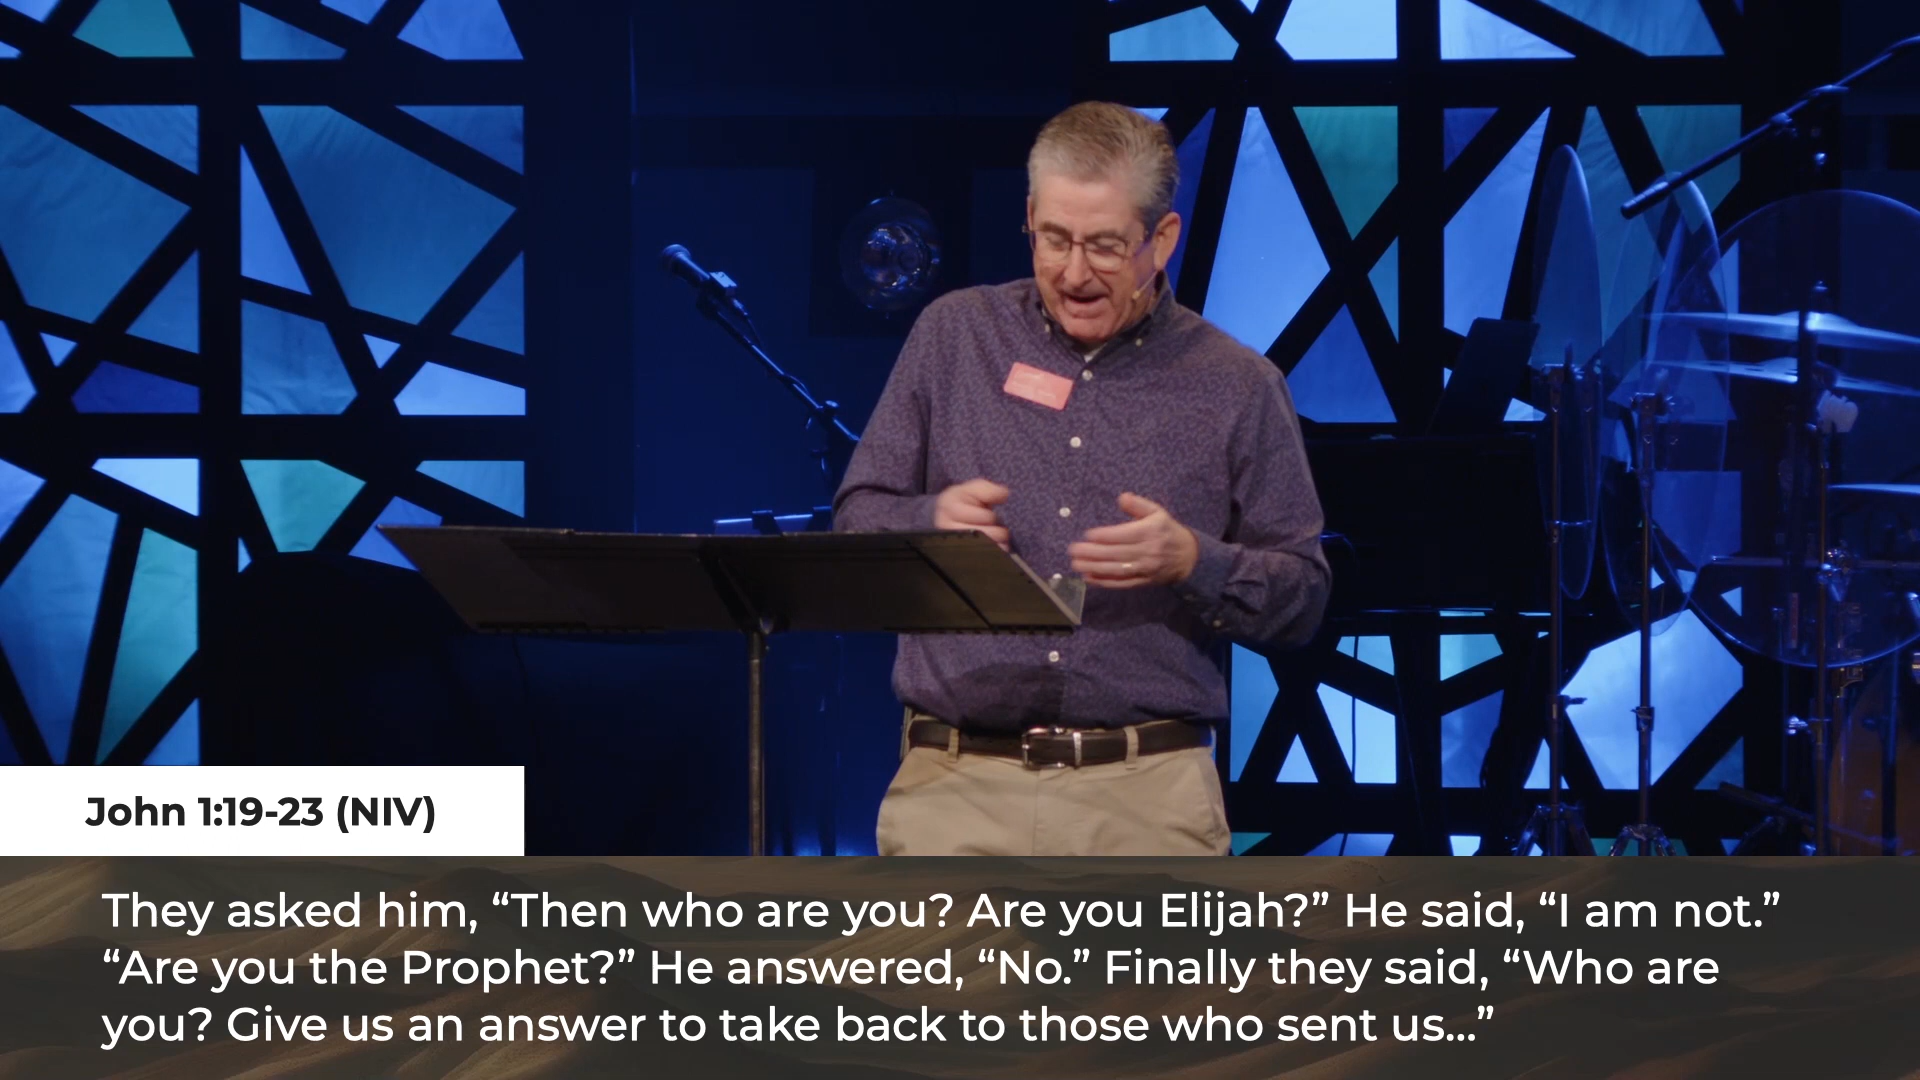 John 1:19-23 (NIV)
They asked him, “Then who are you? Are you Elijah?” He said, “I am not.”
“Are you the Prophet?” He answered, “No.” Finally they said, “Who are
you? Give us an answer to take back to those who sent us...”